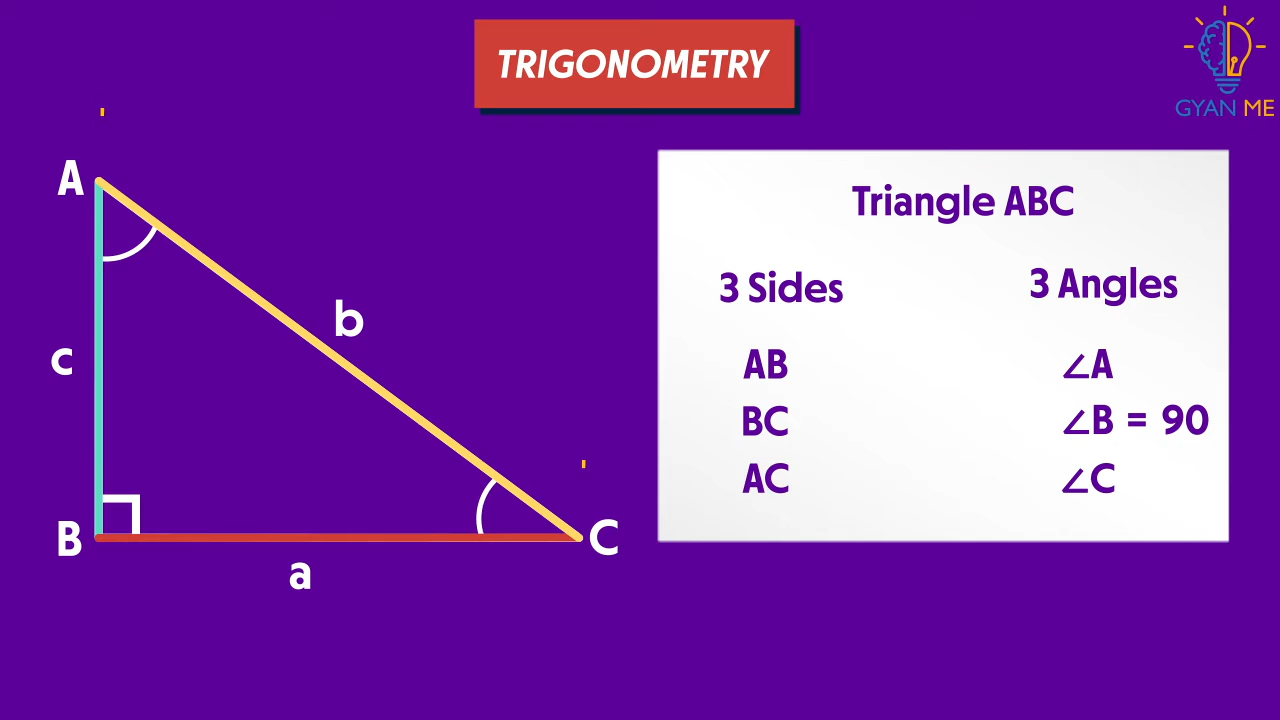 TRIGONOMETRY
GYAN ME
A
b
c
B
C
a
Triangle ABC
3 Sides
3 Angles
AB
∠A
BC
∠B = 90
AC
∠C